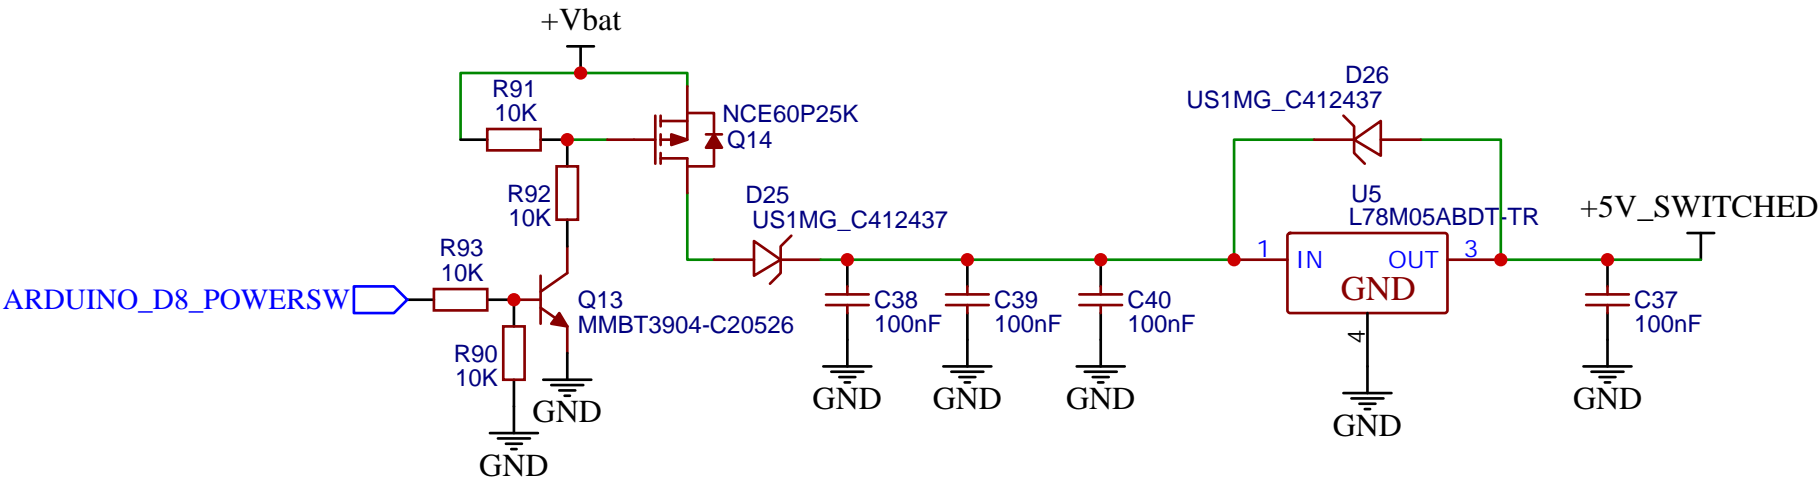 +Vbat
R91
10K
NCE60P25K
Q14
R92
10K
D25
US1MG_C412437
D26
US1MG_C412437
U5
L78M05ABDT-TR
+5V_SWITCHED
R93
10K
ARDUINO_D8_POWERSW
Q13
MMBT3904-C20526
R90
10K
GND
GND
C38
100nF
GND
C39
100nF
GND
C40
100nF
GND
1
IN
OUT
3
GND
4
GND
C37
100nF
GND